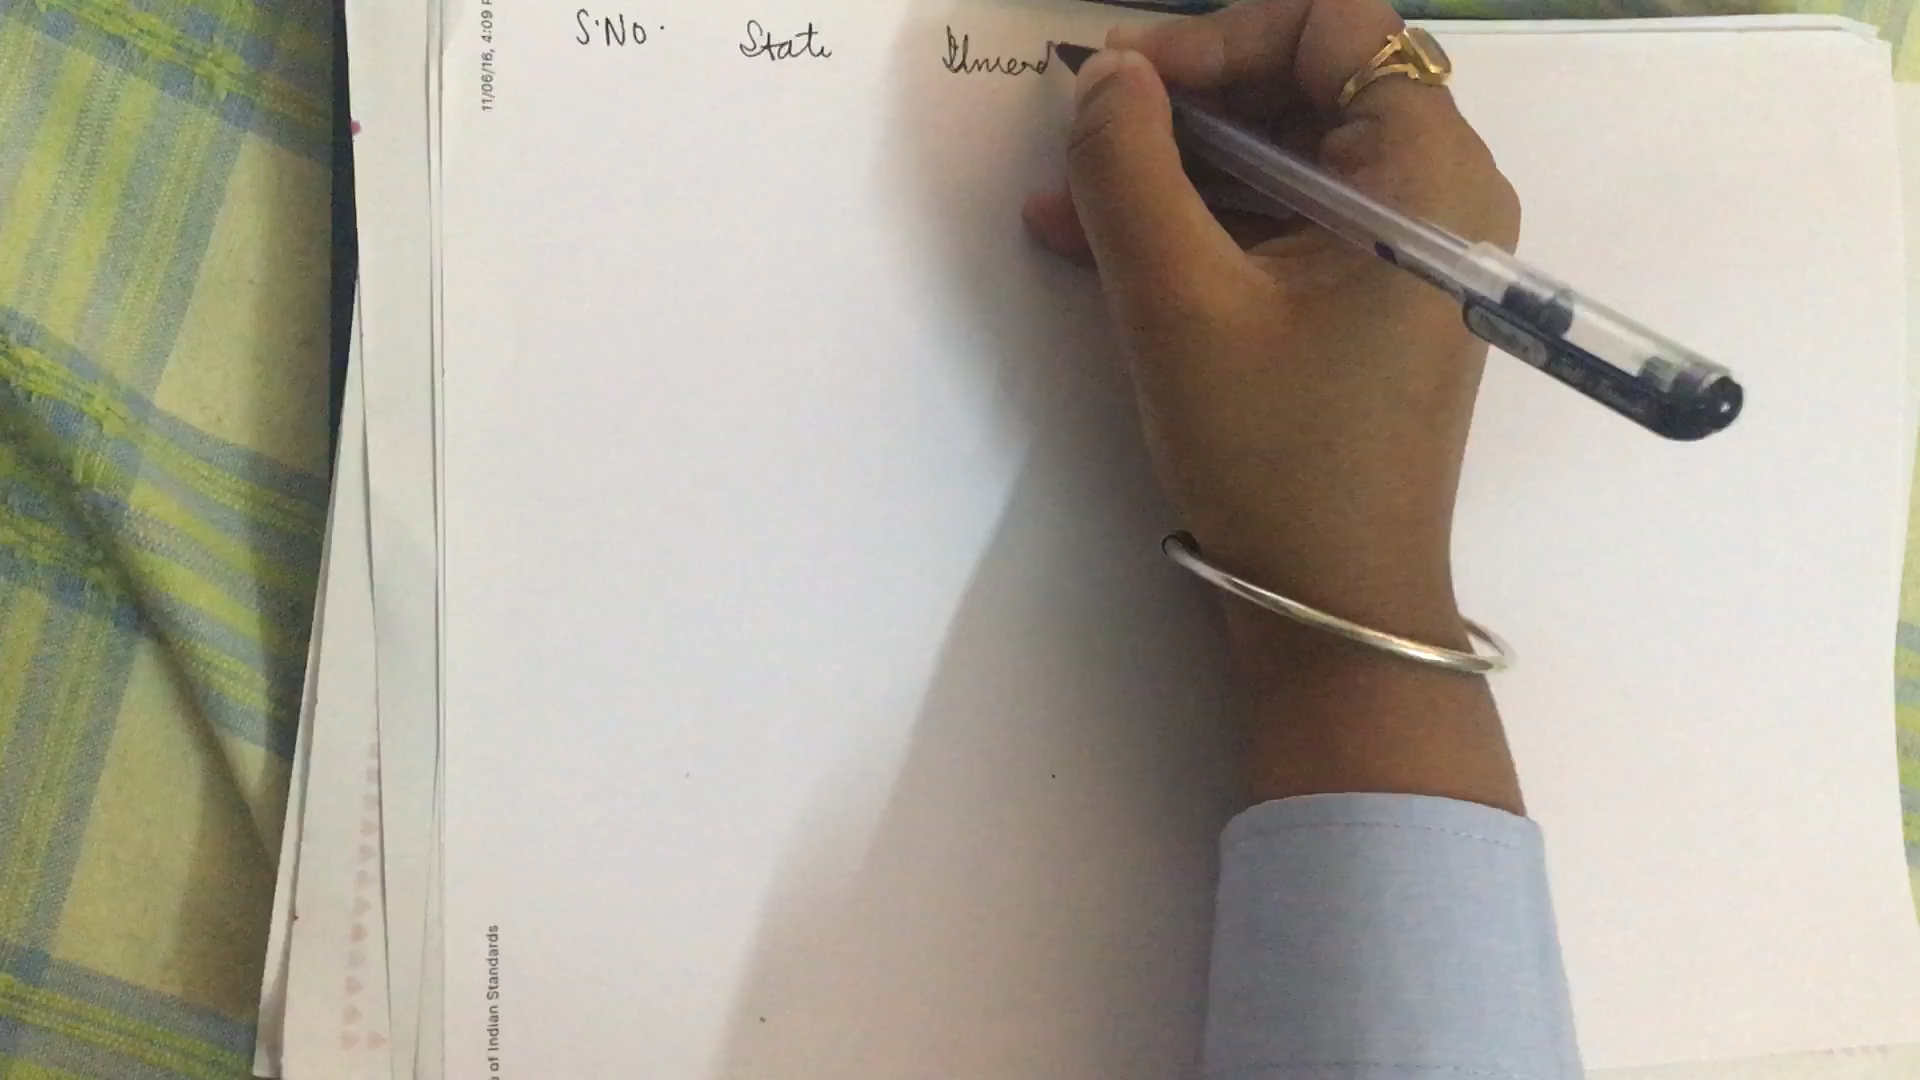 S.No. State
11/06/16, 4:09
of Indian Standards